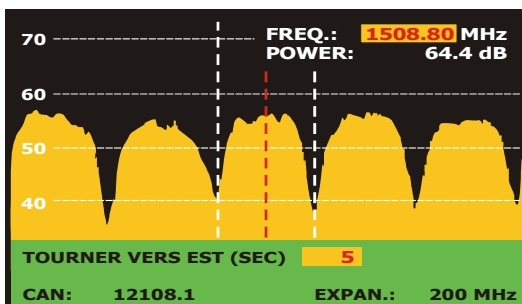 FREQ.: 1508.80 MHz
POWER: 64.4 dB
70
60
50
40
TOURNER VERS EST (SEC) 5
CAN: 12108.1 EXPAN.: 200 MHz